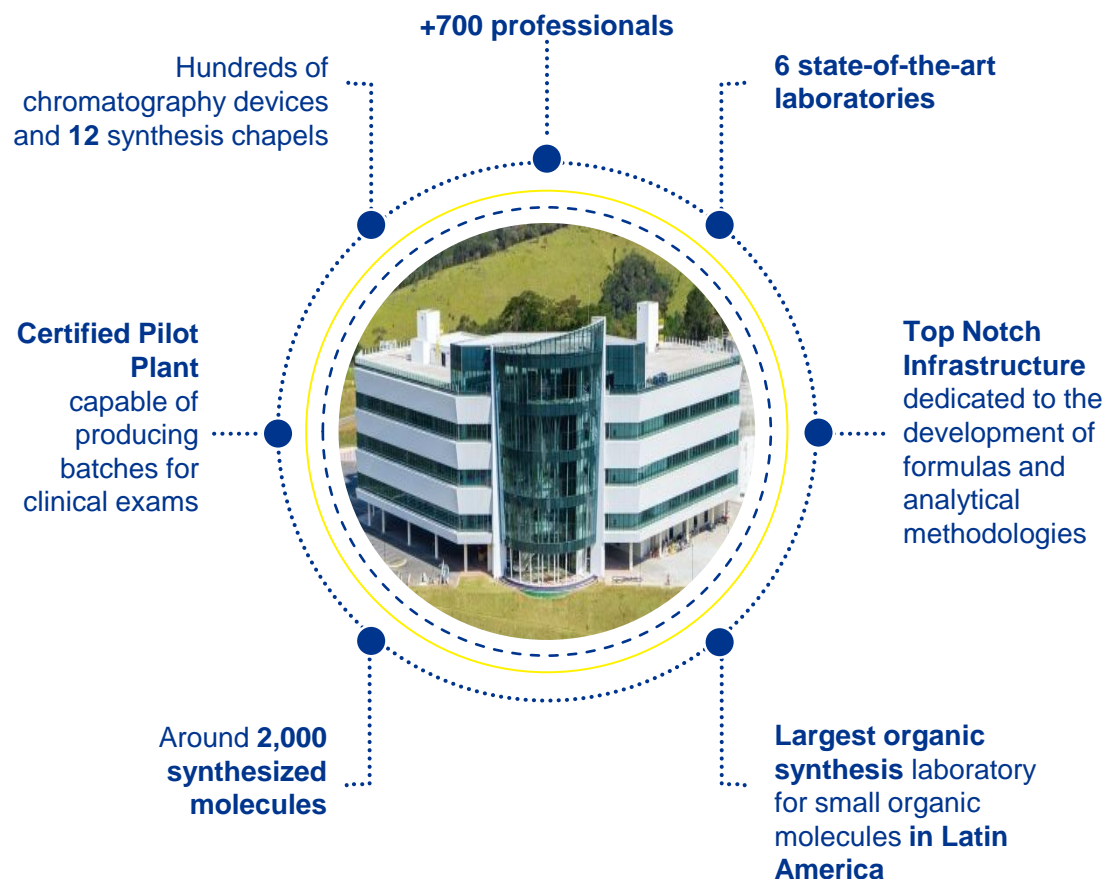 +700 professionals
Hundreds of
chromatography devices
and 12 synthesis chapels
6 state-of-the-art
laboratories
Certified Pilot
Plant
capable of
producing
batches for
clinical exams
Top Notch
Infrastructure
dedicated to the
development of
formulas and
analytical
methodologies
Around 2,000
synthesized
molecules
Largest organic
synthesis laboratory
for small organic
molecules in Latin
America